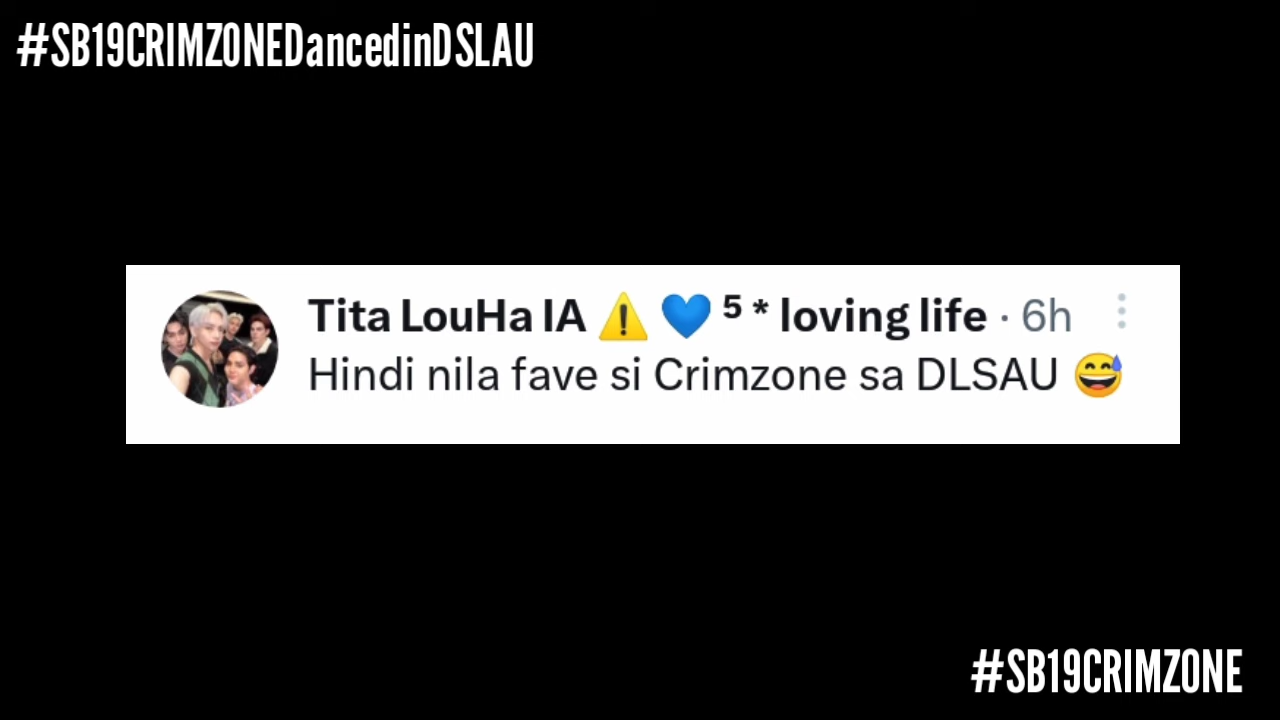 #SB19CRIMZONEDancedinDSLAU
Tita LouHa IA ⚠️ 💙 ⁵ * loving life · 6h
Hindi nila fave si Crimzone sa DLSAU 😅
#SB19CRIMZONE